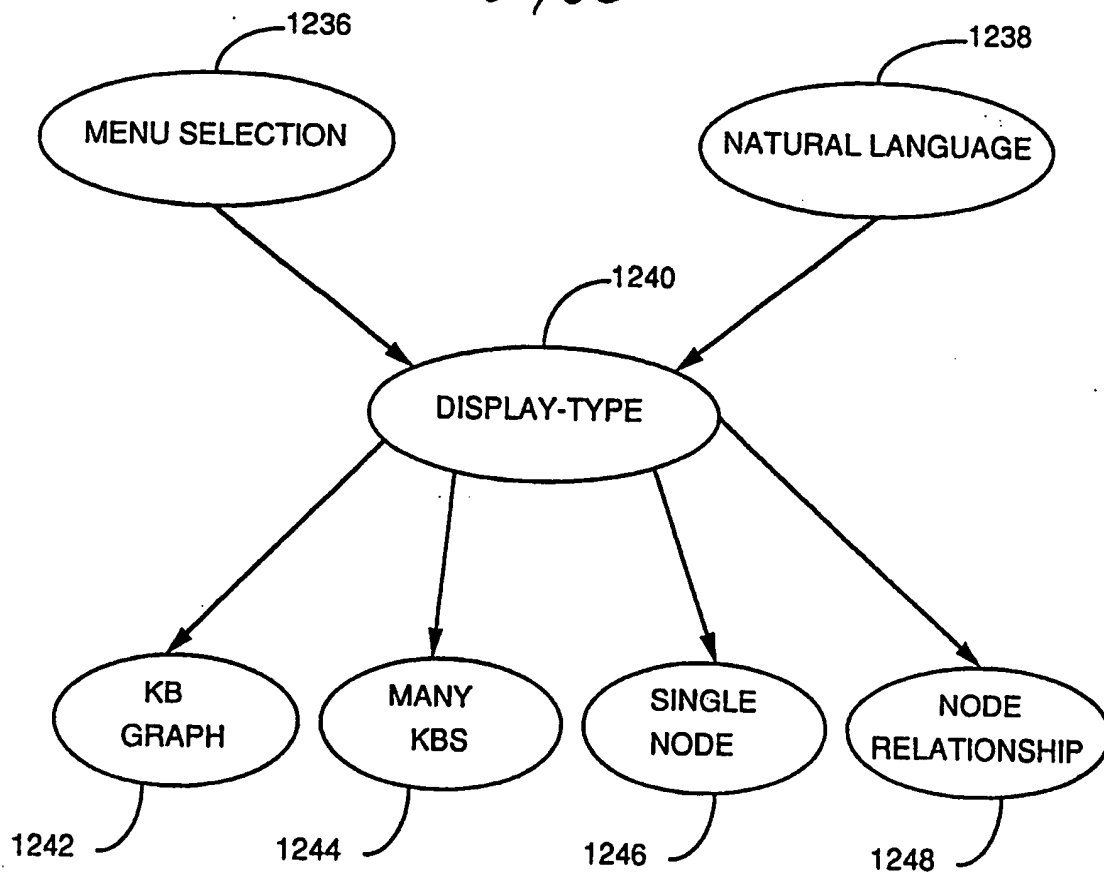 1236
1238
MENU SELECTION
NATURAL LANGUAGE
1240
DISPLAY-TYPE
KB
GRAPH
MANY
KBS
SINGLE
NODE
NODE
RELATIONSHIP
1242
1244
1246
1248